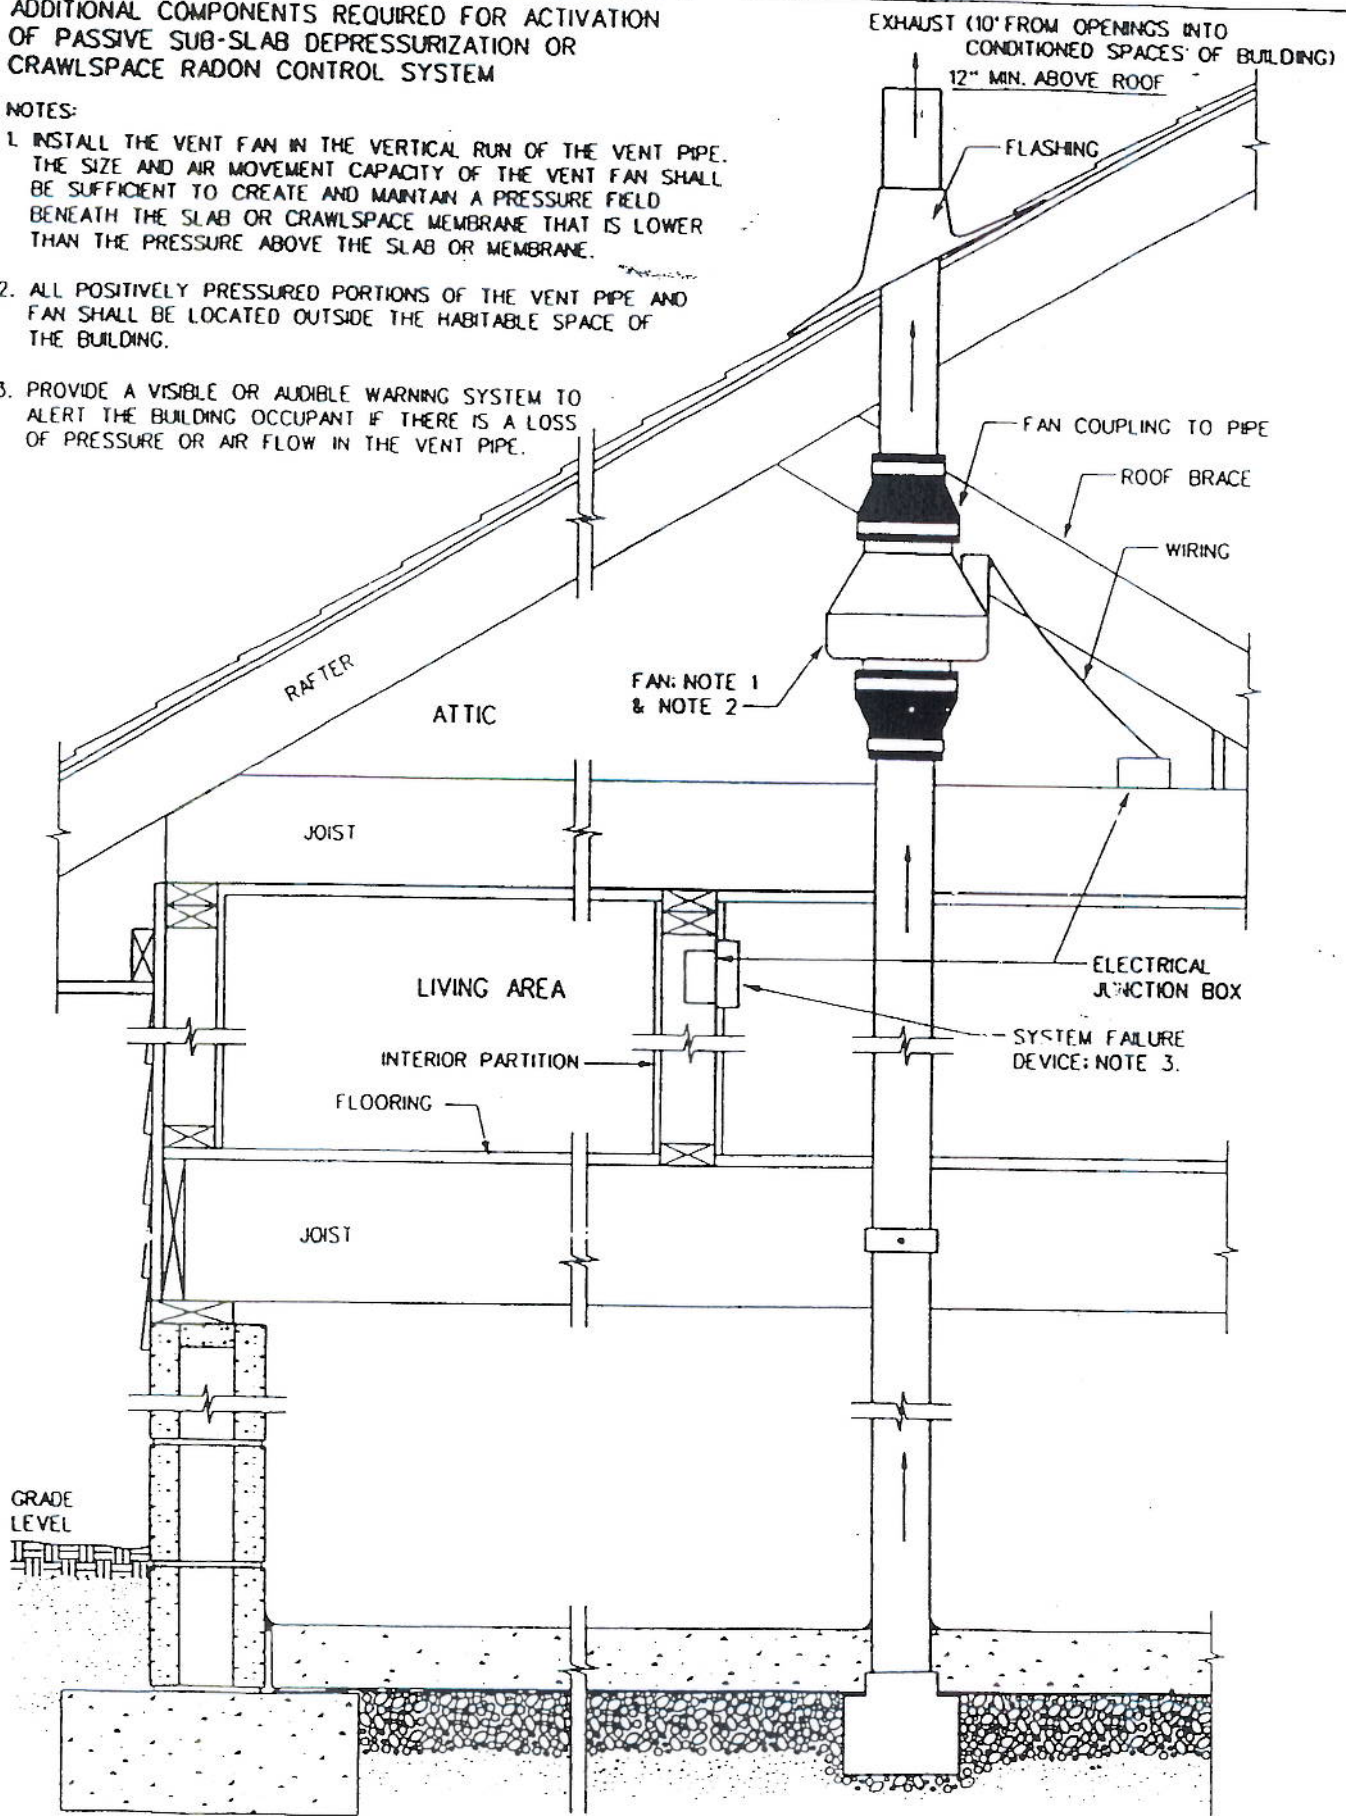 ADDITIONAL COMPONENTS REQUIRED FOR ACTIVATION
OF PASSIVE SUB-SLAB DEPRESSURIZATION OR
CRAWLSPACE RADON CONTROL SYSTEM
NOTES:
1. INSTALL THE VENT FAN IN THE VERTICAL RUN OF THE VENT PIPE.
THE SIZE AND AIR MOVEMENT CAPACITY OF THE VENT FAN SHALL
BE SUFFICIENT TO CREATE AND MAINTAIN A PRESSURE FIELD
BENEATH THE SLAB OR CRAWLSPACE MEMBRANE THAT IS LOWER
THAN THE PRESSURE ABOVE THE SLAB OR MEMBRANE.
2. ALL POSITIVELY PRESSURED PORTIONS OF THE VENT PIPE AND
FAN SHALL BE LOCATED OUTSIDE THE HABITABLE SPACE OF
THE BUILDING.
3. PROVIDE A VISIBLE OR AUDIBLE WARNING SYSTEM TO
ALERT THE BUILDING OCCUPANT IF THERE IS A LOSS
OF PRESSURE OR AIR FLOW IN THE VENT PIPE.
EXHAUST (10' FROM OPENINGS INTO
CONDITIONED SPACES OF BUILDING)
12" MIN. ABOVE ROOF
FLASHING
FAN COUPLING TO PIPE
ROOF BRACE
WIRING
RAFTER
ATTIC
FAN: NOTE 1
& NOTE 2
JOIST
LIVING AREA
ELECTRICAL
JUNCTION BOX
SYSTEM FAILURE
DEVICE: NOTE 3.
INTERIOR PARTITION
FLOORING
JOIST
GRADE
LEVEL